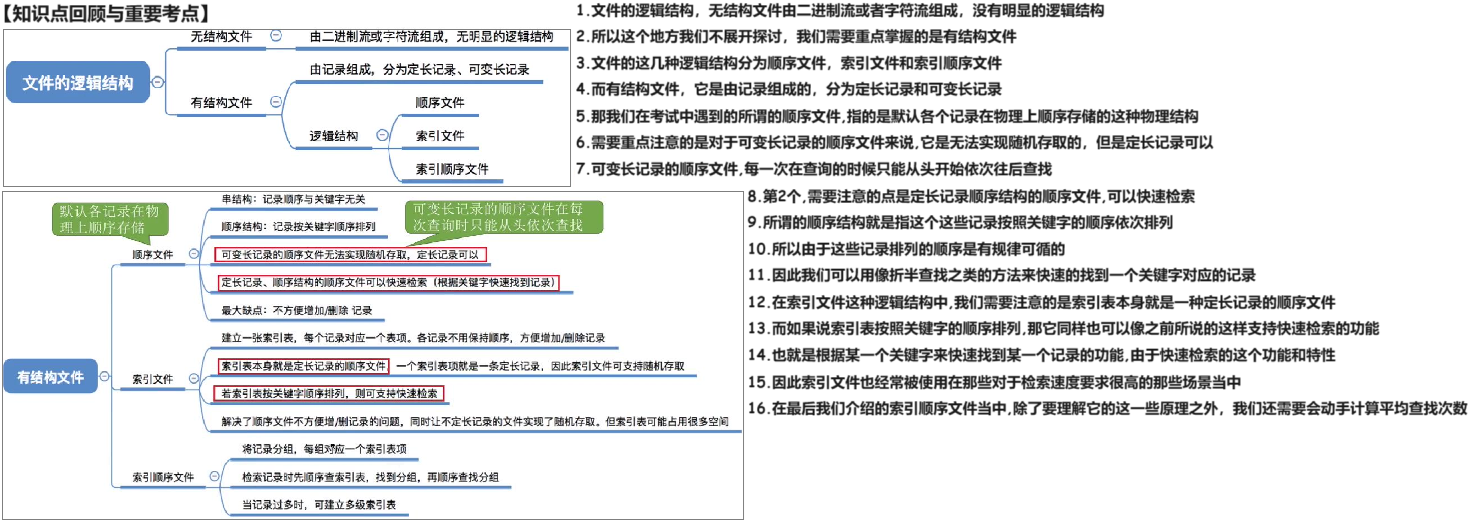 【知识点回顾与重要考点】
文件的逻辑结构
无结构文件
由二进制流或字符流组成，无明显的逻辑结构
有结构文件
由记录组成，分为定长记录、可变长记录
逻辑结构
顺序文件
索引文件
索引顺序文件
1.文件的逻辑结构，无结构文件由二进制流或者字符流组成，没有明显的逻辑结构
2.所以这个地方我们不展开探讨，我们需要重点掌握的是有结构文件
3.文件的这几种逻辑结构分为顺序文件，索引文件和索引顺序文件
4.而有结构文件，它是由记录组成的，分为定长记录和可变长记录
5.那我们在考试中遇到的所谓的顺序文件,指的是默认各个记录在物理上顺序存储的这种物理结构
6.需要重点注意的是对于可变长记录的顺序文件来说,它是无法实现随机存取的，但是定长记录可以
7.可变长记录的顺序文件,每一次在查询的时候只能从头开始依次往后查找
有结构文件
默认各记录在物
理上顺序存储
可变长记录的顺序文件在每
次查询时只能从头依次查找
顺序文件
串结构：记录顺序与关键字无关
顺序结构：记录按关键字顺序排列
可变长记录的顺序文件无法实现随机存取，定长记录可以
定长记录、顺序结构的顺序文件可以快速检索（根据关键字快速找到记录）
最大缺点：不方便增加/删除 记录
索引文件
建立一张索引表，每个记录对应一个表项。各记录不用保持顺序，方便增加/删除记录
索引表本身就是定长记录的顺序文件，一个索引表项就是一条定长记录，因此索引文件可支持随机存取
若索引表按关键字顺序排列，则可支持快速检索
解决了顺序文件不方便增/删记录的问题，同时让不定长记录的文件实现了随机存取。但索引表可能占用很多空间
索引顺序文件
将记录分组，每组对应一个索引表项
检索记录时先顺序查索引表，找到分组，再顺序查找分组
当记录过多时，可建立多级索引表
8.第2个,需要注意的点是定长记录顺序结构的顺序文件,可以快速检索
9.所谓的顺序结构就是指这个这些记录按照关键字的顺序依次排列
10.所以由于这些记录排列的顺序是有规律可循的
11.因此我们可以用像折半查找之类的方法来快速的找到一个关键字对应的记录
12.在索引文件这种逻辑结构中,我们需要注意的是索引表本身就是一种定长记录的顺序文件
13.而如果说索引表按照关键字的顺序排列,那它同样也可以像之前所说的这样支持快速检索的功能
14.也就是根据某一个关键字来快速找到某一个记录的功能,由于快速检索的这个功能和特性
15.因此索引文件也经常被使用在那些对于检索速度要求很高的那些场景当中
16.在最后我们介绍的索引顺序文件当中,除了要理解它的这一些原理之外，我们还需要会动手计算平均查找次数